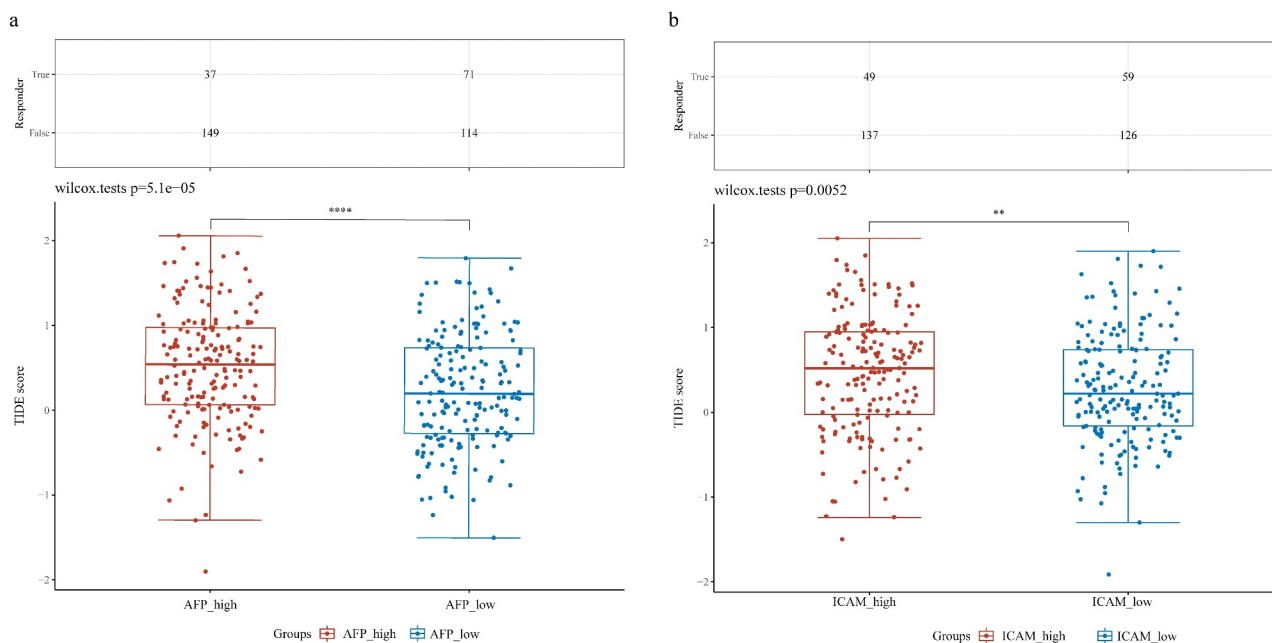 a
Responder
True 37 71
False 149 114
wilcox.tests p=5.1e−05
****
TIDE score
2
1
0
−1
−2
AFP_high AFP_low
Groups AFP_high AFP_low
b
Responder
True 49 59
False 137 126
wilcox.tests p=0.0052
**
TIDE score
2
1
0
−1
−2
ICAM_high ICAM_low
Groups ICAM_high ICAM_low